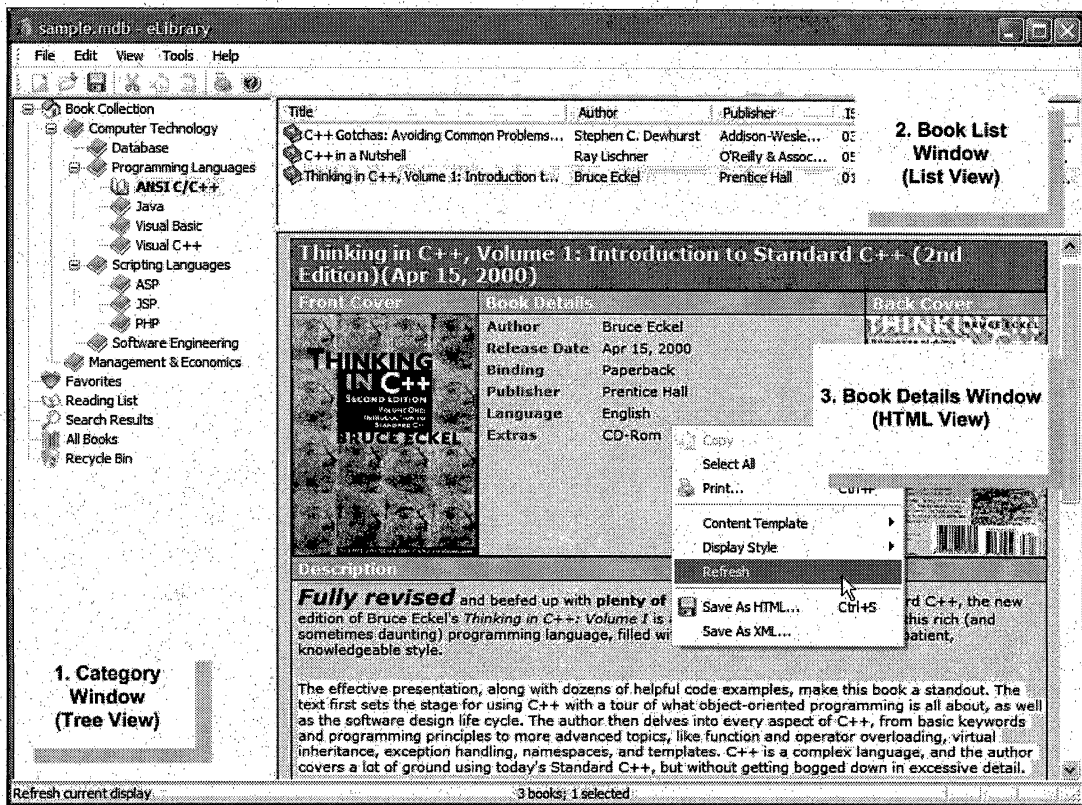 sample.mdb - eLibrary
File Edit View Tools Help
Book Collection
Computer Technology
Database
Programming Languages
ANSI C/C++
Java
Visual Basic
Visual C++
Scripting Languages
ASP
JSP
PHP
Software Engineering
Management & Economics
Favorites
Reading List
Search Results
All Books
Recycle Bin
1. Category
Window
(Tree View)
Title Author Publisher
C++ Gotchas: Avoiding Common Problems... Stephen C. Dewhurst Addison-Wesle...
C++ in a Nutshell Ray Lischner O'Reilly & Assoc...
Thinking in C++, Volume 1: Introduction t... Bruce Eckel Prentice Hall
2. Book List
Window
(List View)
Thinking in C++, Volume 1: Introduction to Standard C++ (2nd
Edition)(Apr 15, 2000)
Front Cover Book Details Back Cover
THINKING
IN C++
SECOND EDITION
VOLUME ONE:
INTRODUCTION TO
STANDARD C++
BRUCE ECKEL
Author Bruce Eckel
Release Date Apr 15, 2000
Binding Paperback
Publisher Prentice Hall
Language English
Extras CD-Rom
BRUCE ECKEL
3. Book Details Window
(HTML View)
Copy
Select All
Print...
Content Template
Display Style
Refresh
Save As HTML... Ctrl+S
Save As XML...
Description
Fully revised and beefed up with plenty of rd C++, the new
edition of Bruce Eckel's Thinking in C++: Volume I is this rich (and
sometimes daunting) programming language, filled wi patient,
knowledgeable style.
The effective presentation, along with dozens of helpful code examples, make this book a standout. The
text first sets the stage for using C++ with a tour of what object-oriented programming is all about, as well
as the software design life cycle. The author then delves into every aspect of C++, from basic keywords
and programming principles to more advanced topics, like function and operator overloading, virtual
inheritance, exception handling, namespaces, and templates. C++ is a complex language, and the author
covers a lot of ground using today's Standard C++, but without getting bogged down in excessive detail.
Refresh current display 3 books; 1 selected